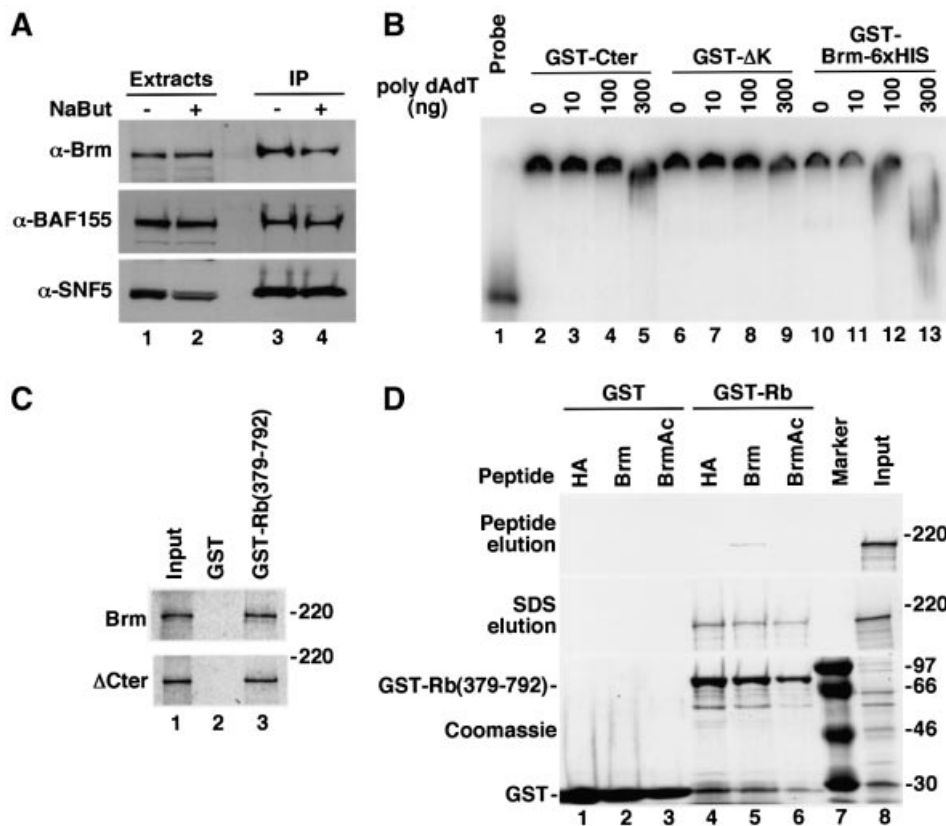 A
Extracts IP
NaBut - + - +
α-Brm
α-BAF155
α-SNF5
1 2 3 4
B
Probe GST-Cter GST-ΔK GST-Brm-6xHIS
poly dAdT (ng) 0 10 100 300 0 10 100 300 0 10 100 300
1 2 3 4 5 6 7 8 9 10 11 12 13
C
Input GST GST-Rb(379-792)
Brm -220
ΔCter -220
1 2 3
D
GST GST-Rb
Peptide HA Brm BrmAc HA Brm BrmAc Marker Input
Peptide elution -220
SDS elution -220
-97
GST-Rb(379-792)- -66
Coomassie -46
-30
GST-
1 2 3 4 5 6 7 8